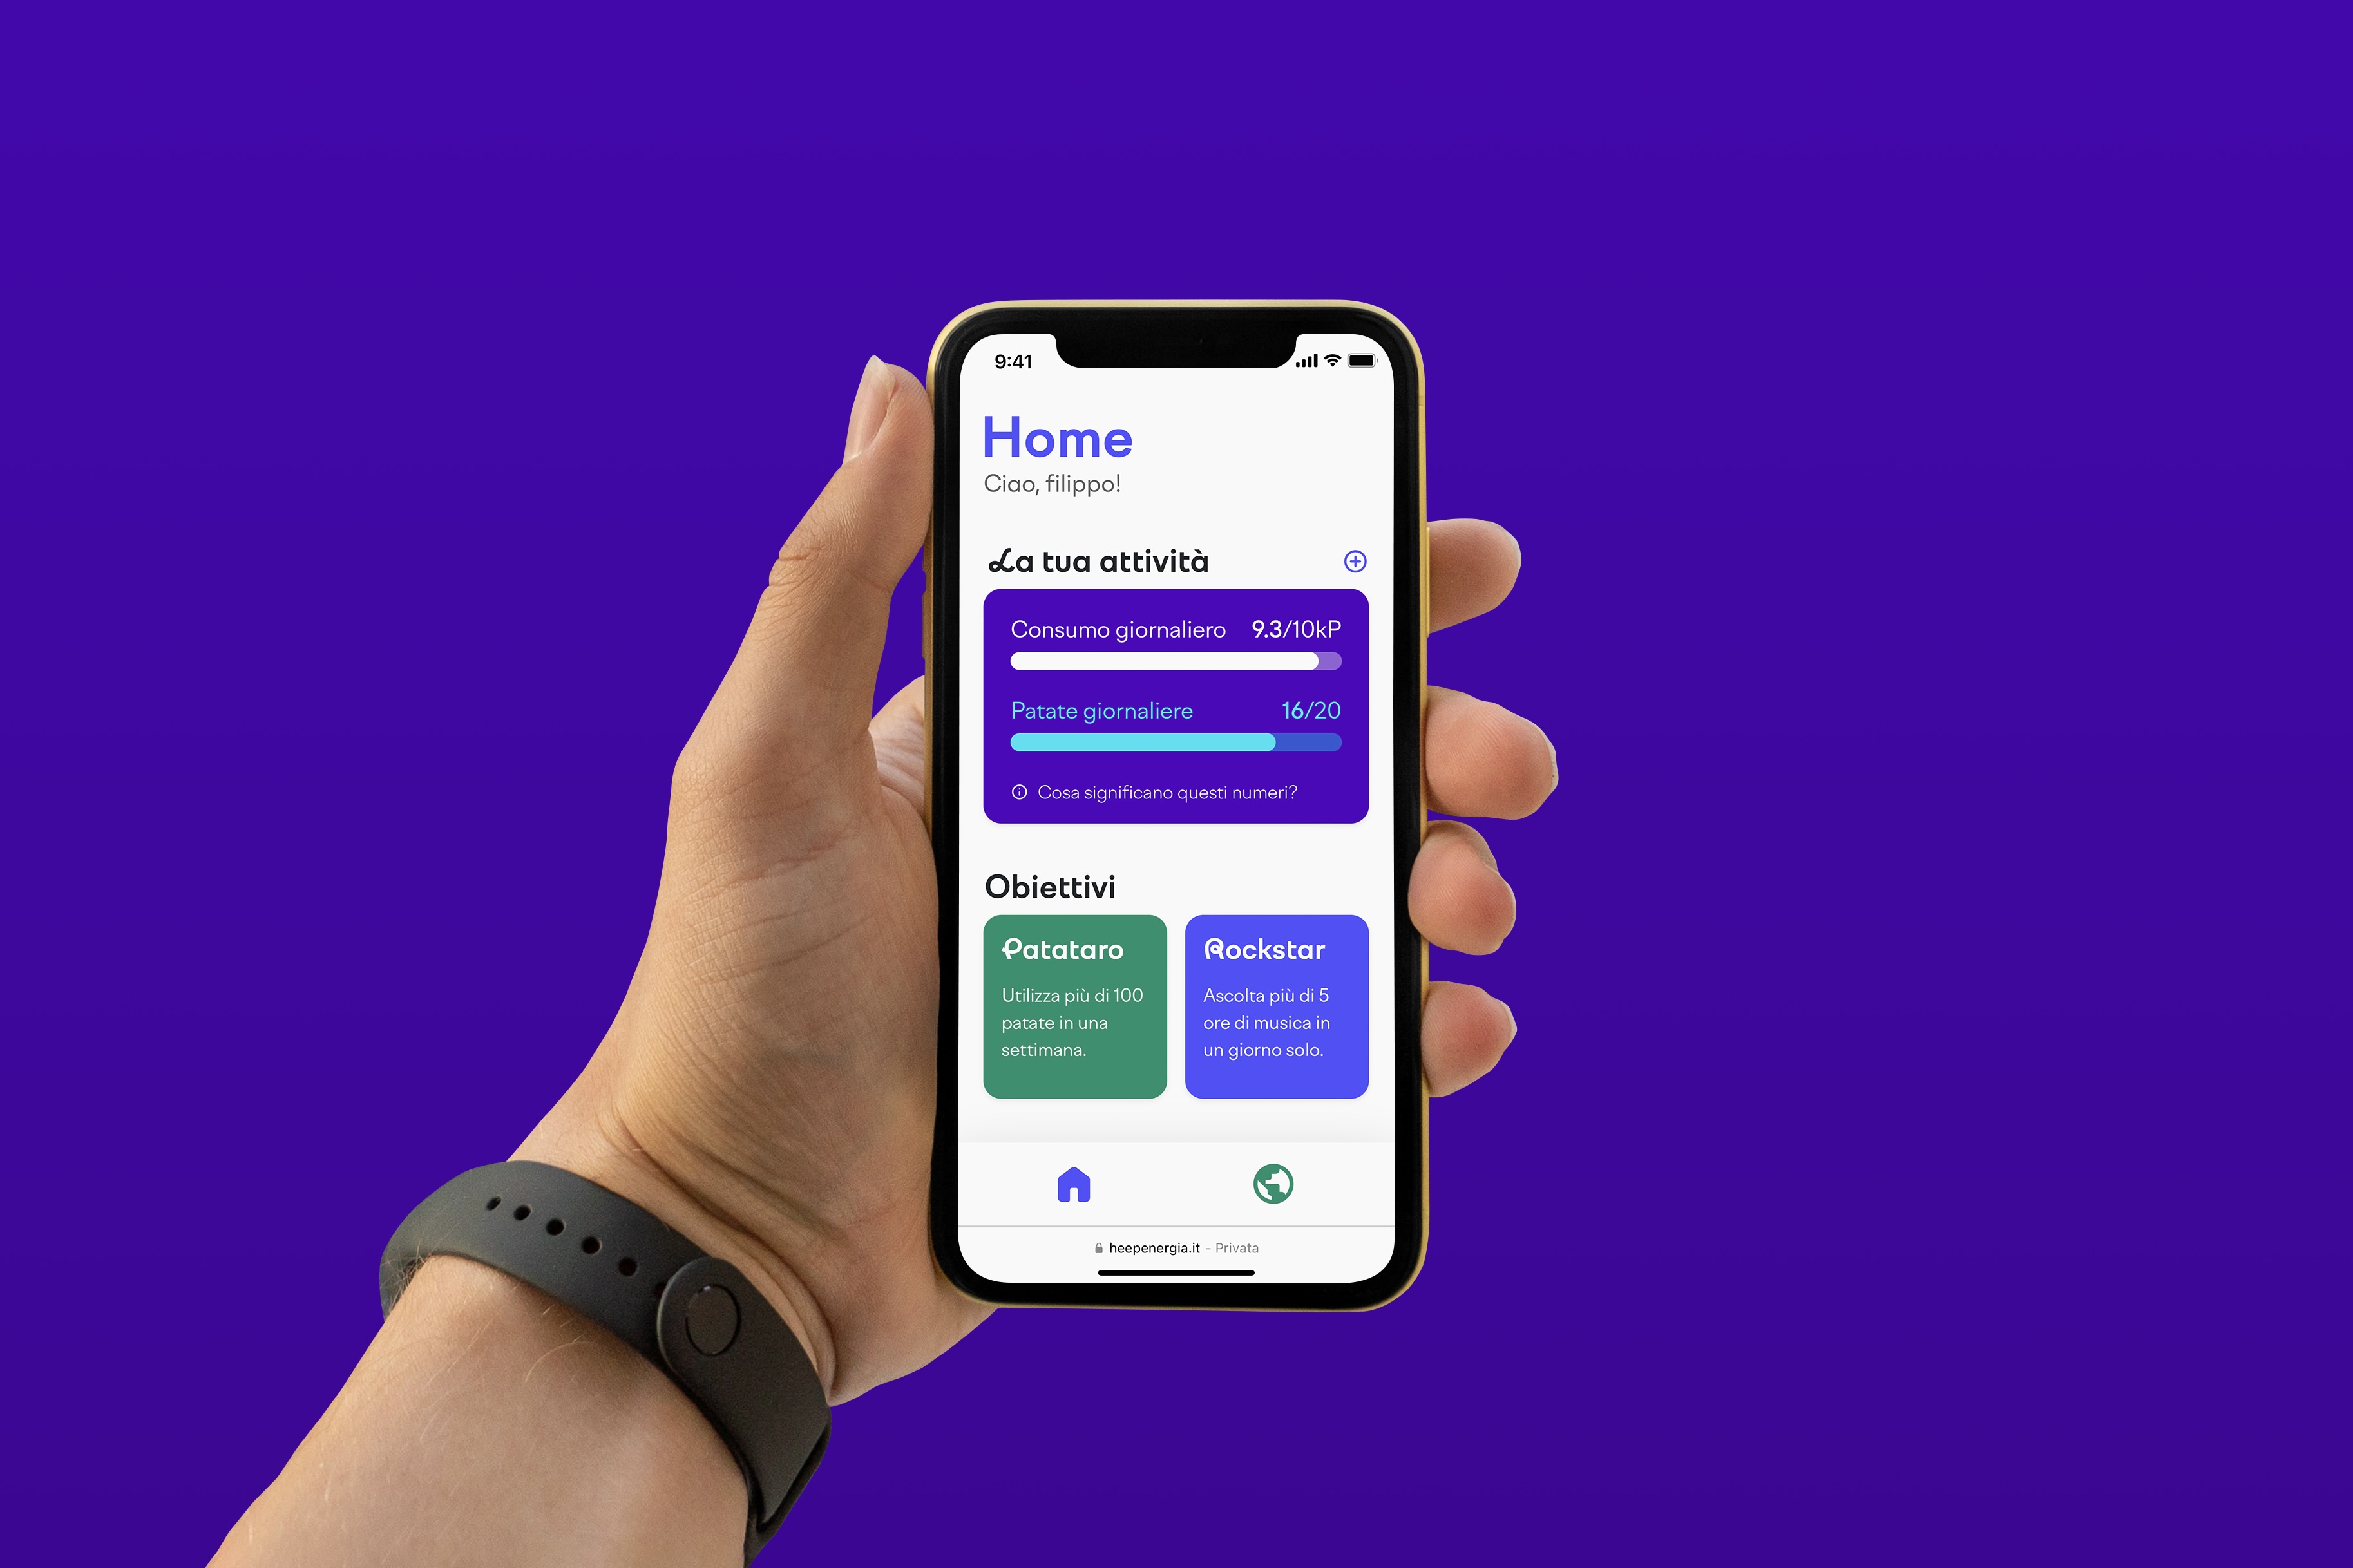 9:41
Home
Ciao, filippo!
La tua attività
Consumo giornaliero 9.3/10kP
Patate giornaliere 16/20
Cosa significano questi numeri?
Obiettivi
Patataro
Utilizza più di 100
patate in una
settimana.
Rockstar
Ascolta più di 5
ore di musica in
un giorno solo.
heepenergia.it - Privata